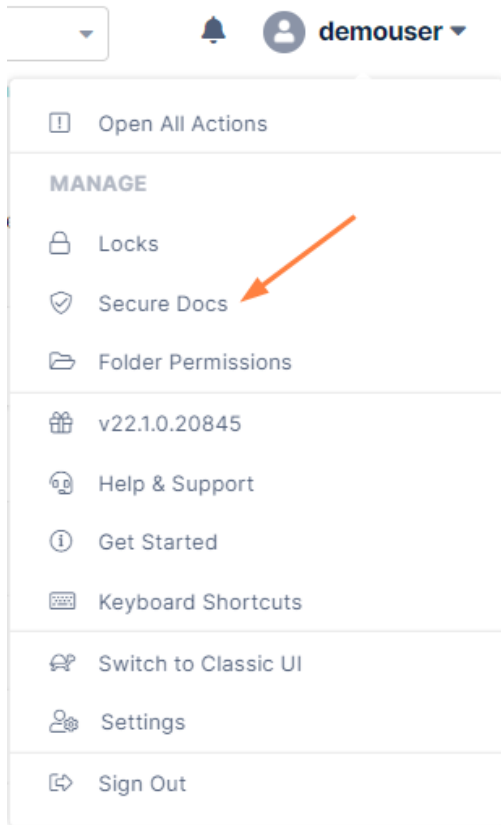 demouser
Open All Actions
MANAGE
Locks
Secure Docs
Folder Permissions
v22.1.0.20845
Help & Support
Get Started
Keyboard Shortcuts
Switch to Classic UI
Settings
Sign Out